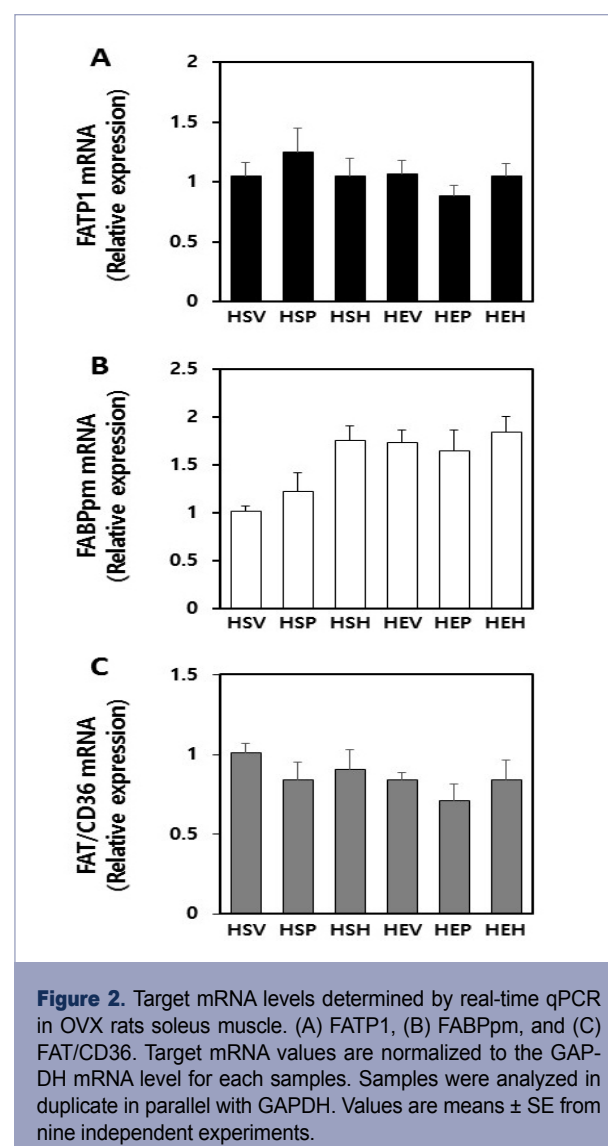 A
FATP1 mRNA
(Relative expression)
2
1.5
1
0.5
0
HSV HSP HSH HEV HEP HEH
B
FABPpm mRNA
(Relative expression)
2.5
2
1.5
1
0.5
0
HSV HSP HSH HEV HEP HEH
C
FAT/CD36 mRNA
(Relative expression)
1.5
1
0.5
0
HSV HSP HSH HEV HEP HEH
Figure 2. Target mRNA levels determined by real-time qPCR
in OVX rats soleus muscle. (A) FATP1, (B) FABPpm, and (C)
FAT/CD36. Target mRNA values are normalized to the GAP-
DH mRNA level for each samples. Samples were analyzed in
duplicate in parallel with GAPDH. Values are means ± SE from
nine independent experiments.